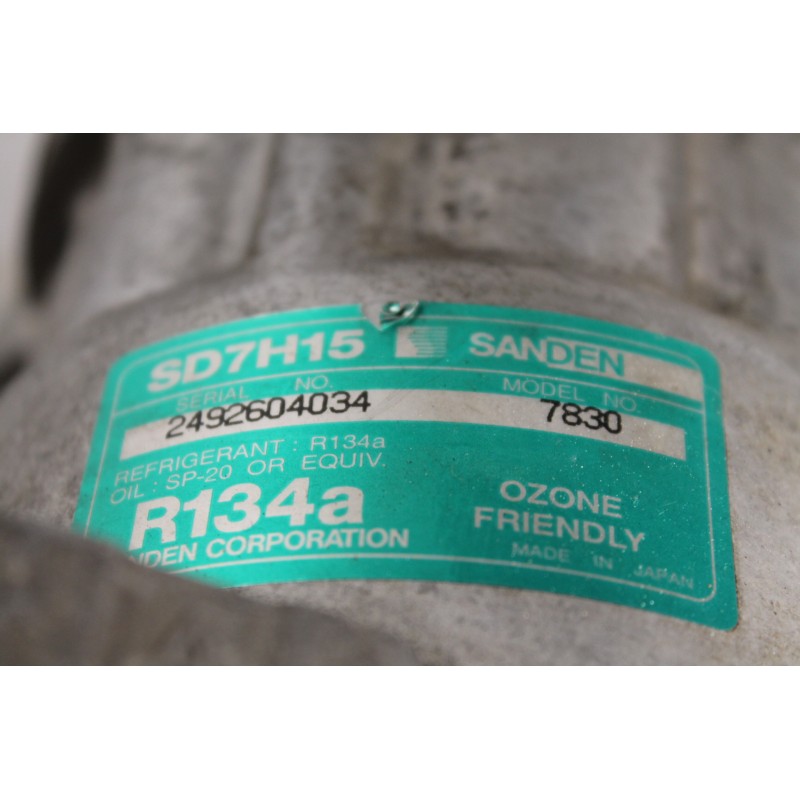 SD7H15 SANDEN
SERIAL NO. MODEL NO.
2492604034 7830
REFRIGERANT : R134a
OIL : SP-20 OR EQUIV.
R134a
NDEN CORPORATION
OZONE
FRIENDLY
MADE IN JAPAN